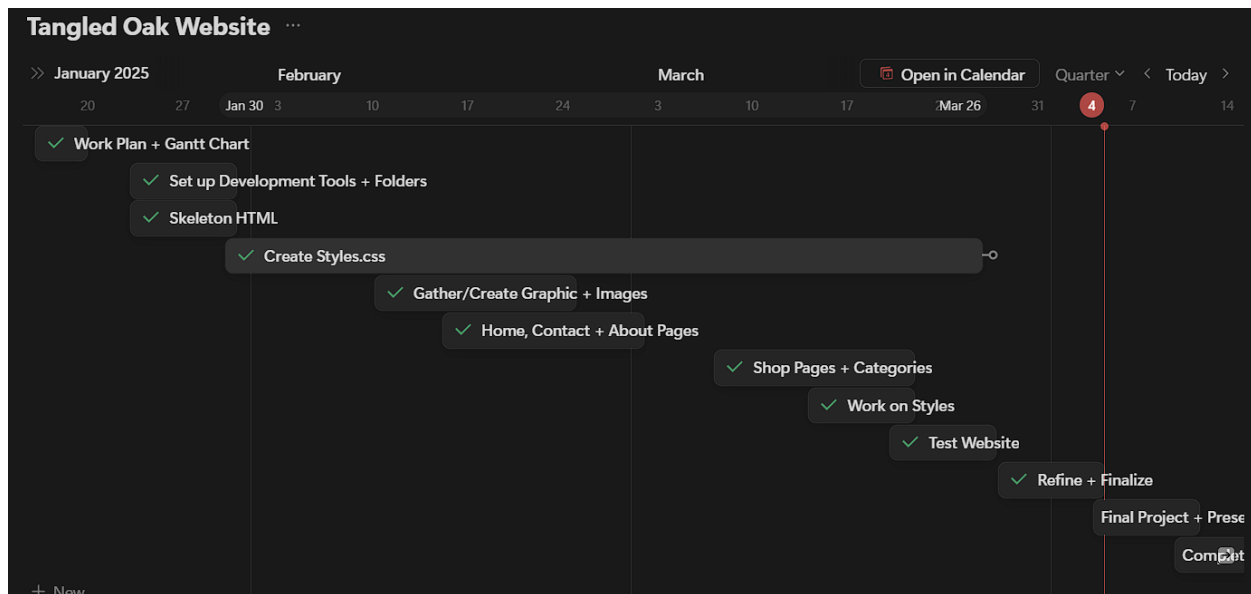 Tangled Oak Website ...
January 2025 February March Open in Calendar Quarter Today
20 27 Jan 30 3 10 17 24 3 10 17 Mar 26 31 4 7 14
Work Plan + Gantt Chart
Set up Development Tools + Folders
Skeleton HTML
Create Styles.css
Gather/Create Graphic + Images
Home, Contact + About Pages
Shop Pages + Categories
Work on Styles
Test Website
Refine + Finalize
Final Project + Prese
+ New